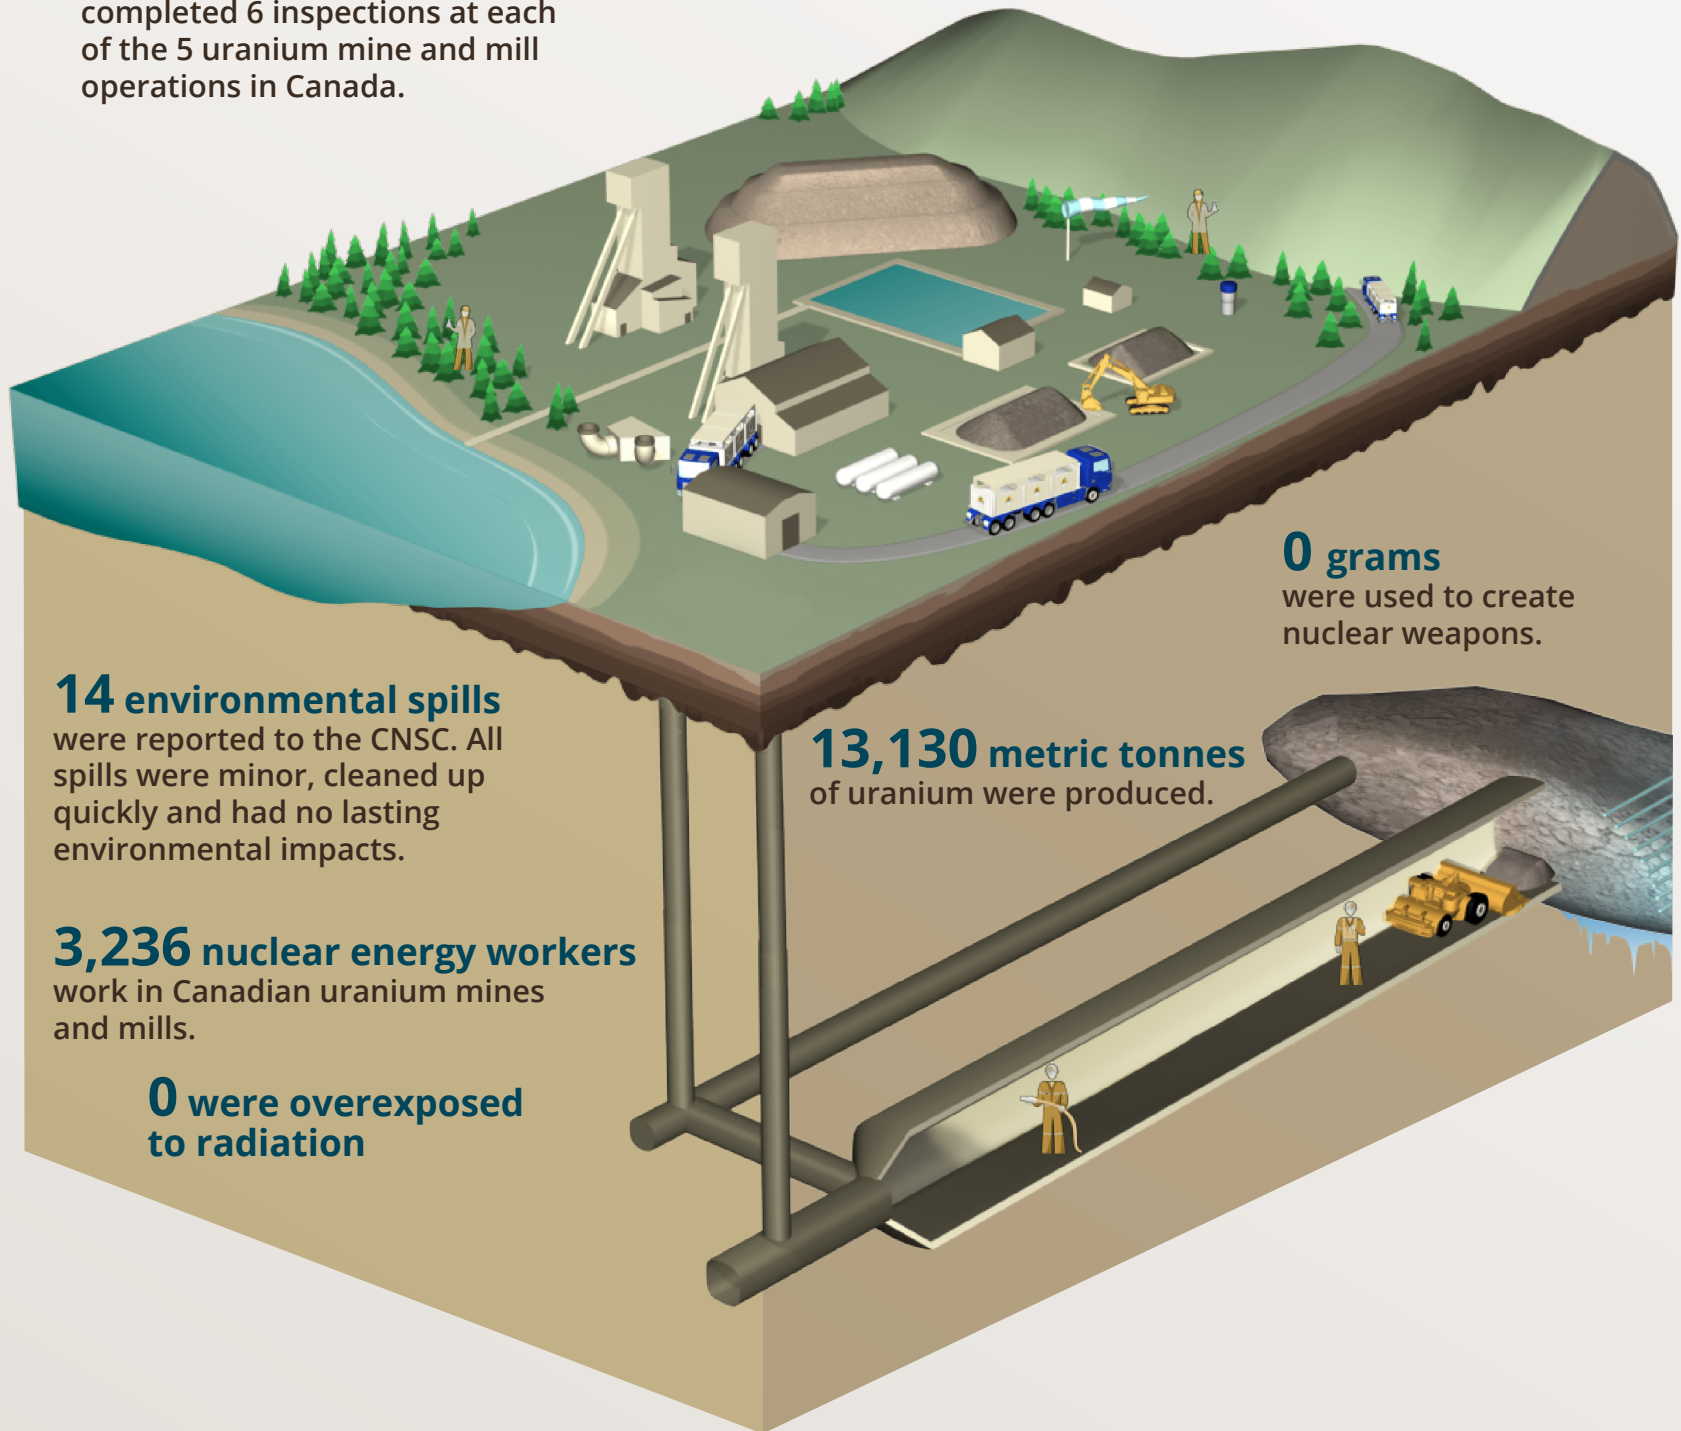 completed 6 inspections at each
of the 5 uranium mine and mill
operations in Canada.
0 grams
were used to create
nuclear weapons.
14 environmental spills
were reported to the CNSC. All
spills were minor, cleaned up
quickly and had no lasting
environmental impacts.
13,130 metric tonnes
of uranium were produced.
3,236 nuclear energy workers
work in Canadian uranium mines
and mills.
0 were overexposed
to radiation